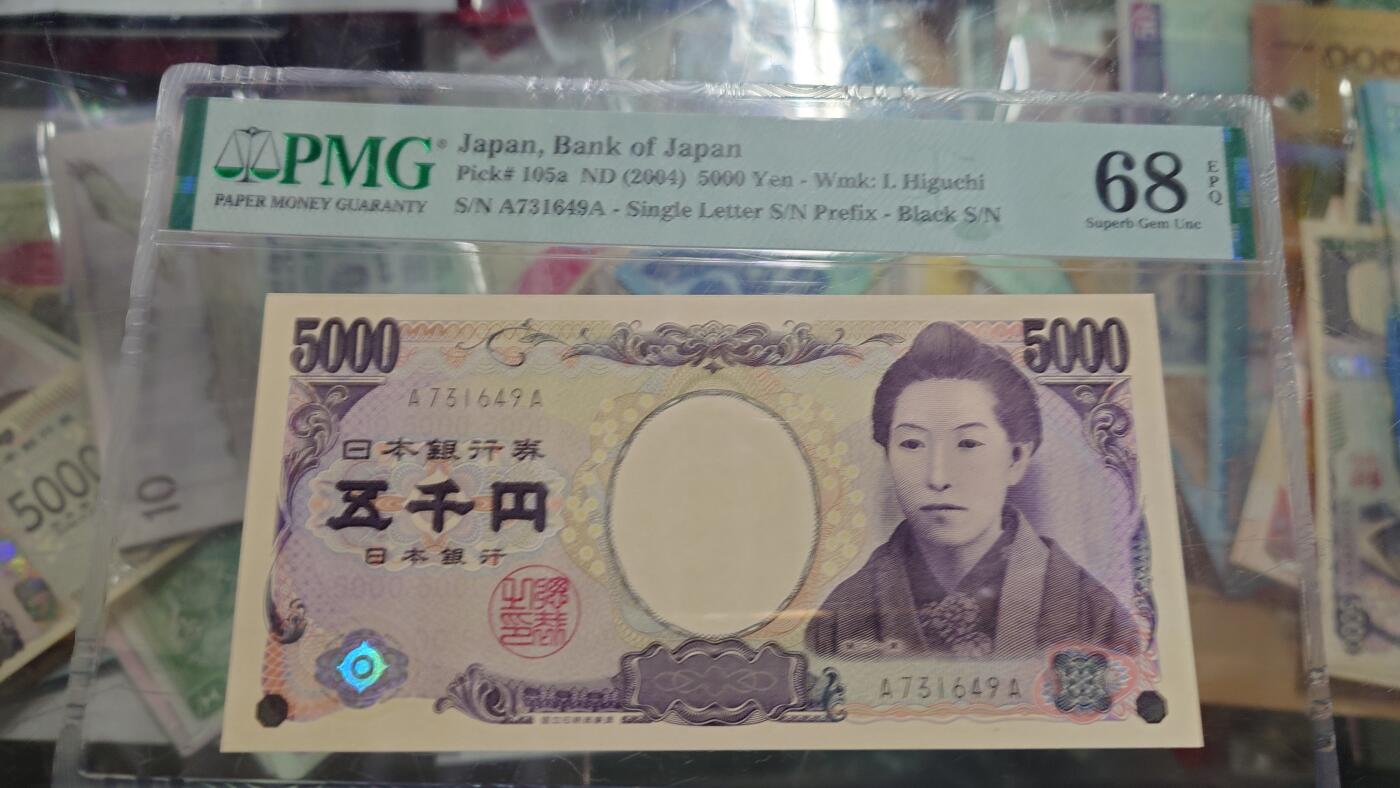 PMG®
PAPER MONEY GUARANTY
Japan, Bank of Japan
Pick# 105a ND (2004) 5000 Yen - Wmk: I. Higuchi
S/N A731649A - Single Letter S/N Prefix - Black S/N
68
Superb Gem Unc
EPQ
5000
5000
A731649A
日本銀行券
五千円
日本銀行
A731649A
5000
10